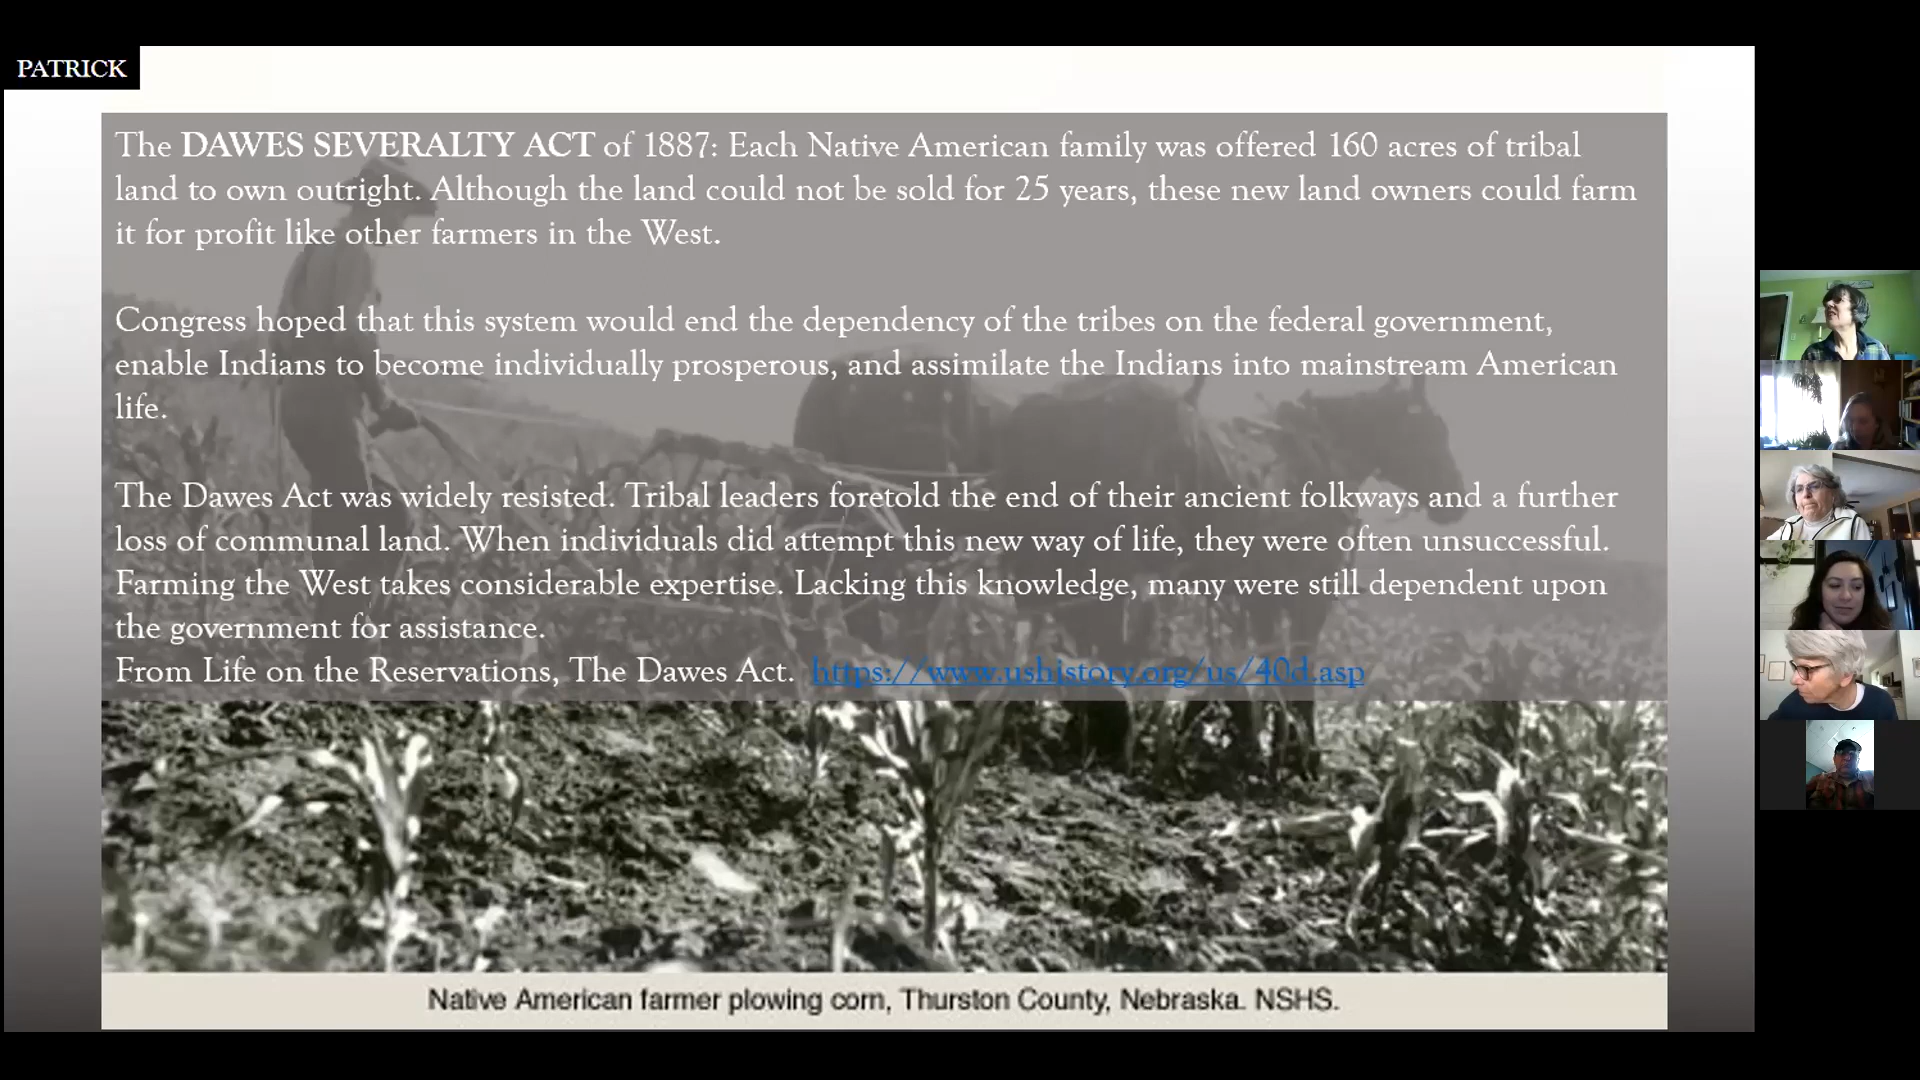 PATRICK
The DAWES SEVERALTY ACT of 1887: Each Native American family was offered 160 acres of tribal
land to own outright. Although the land could not be sold for 25 years, these new land owners could farm
it for profit like other farmers in the West.
Congress hoped that this system would end the dependency of the tribes on the federal government,
enable Indians to become individually prosperous, and assimilate the Indians into mainstream American
life.
The Dawes Act was widely resisted. Tribal leaders foretold the end of their ancient folkways and a further
loss of communal land. When individuals did attempt this new way of life, they were often unsuccessful.
Farming the West takes considerable expertise. Lacking this knowledge, many were still dependent upon
the government for assistance.
From Life on the Reservations, The Dawes Act. https://www.ushistory.org/us/40d.asp
Native American farmer plowing corn, Thurston County, Nebraska. NSHS.